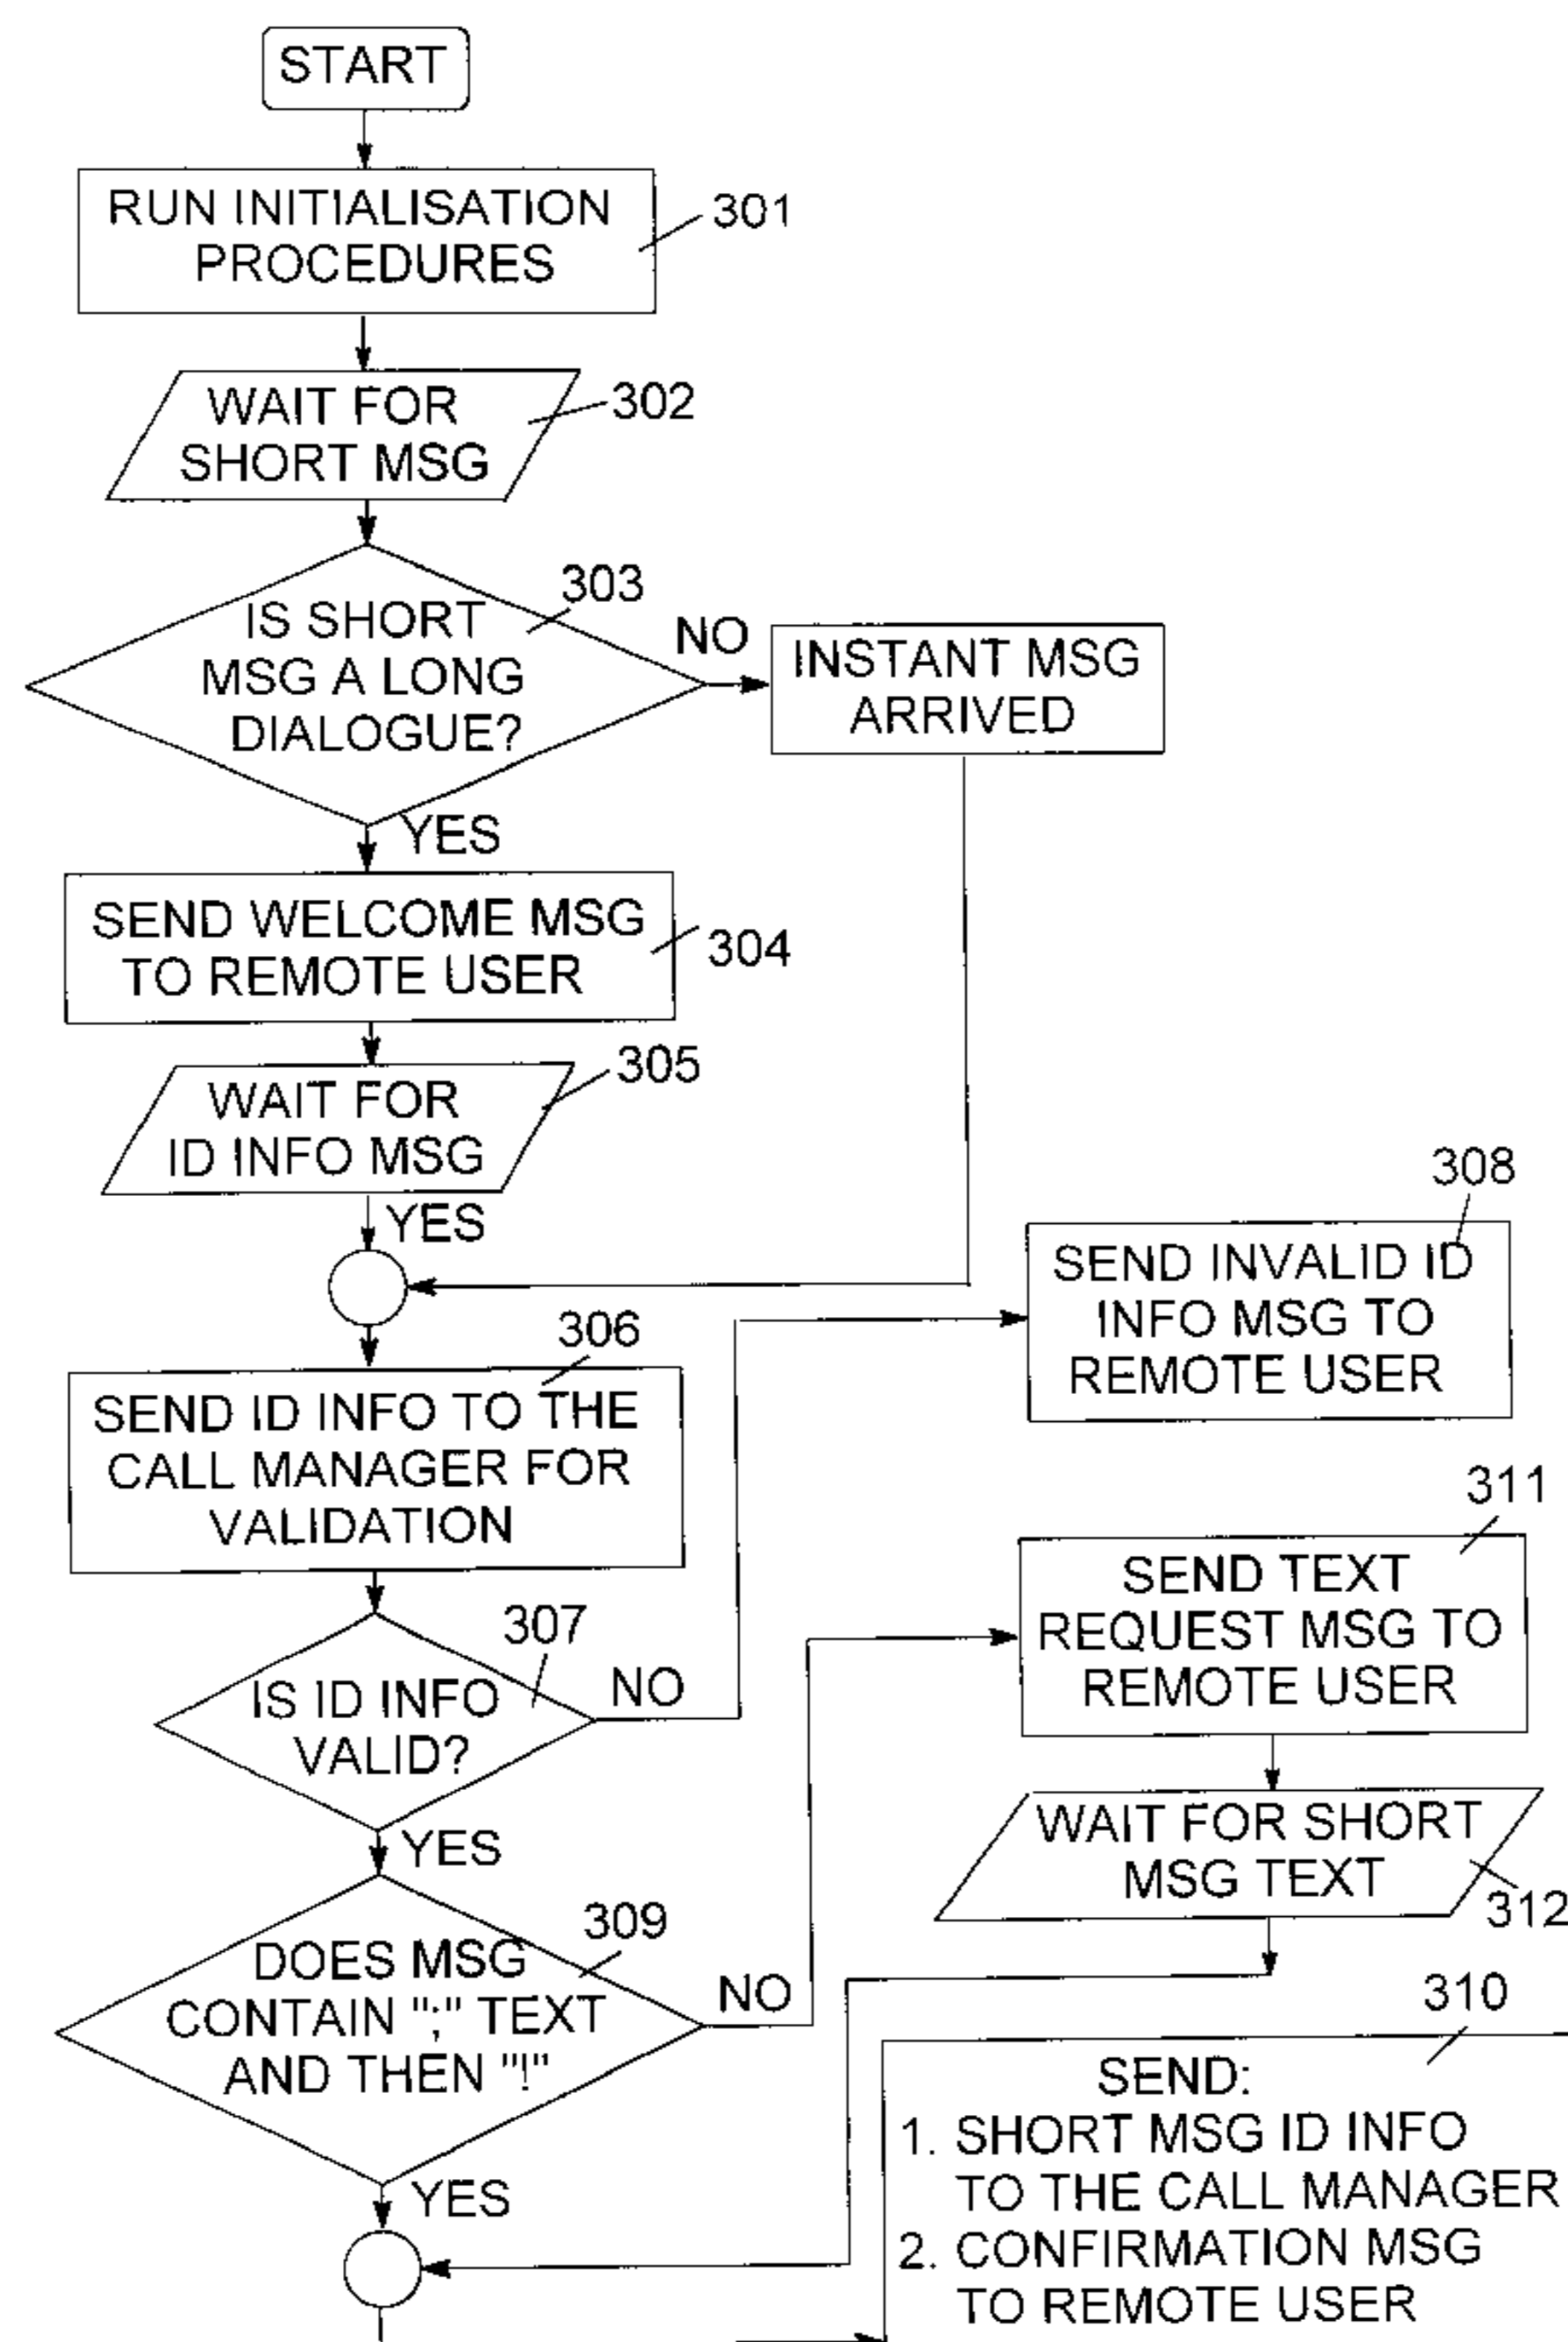 START
RUN INITIALISATION
PROCEDURES
301
WAIT FOR
SHORT MSG
302
IS SHORT
MSG A LONG
DIALOGUE?
303
NO
INSTANT MSG
ARRIVED
YES
SEND WELCOME MSG
TO REMOTE USER
304
WAIT FOR
ID INFO MSG
305
YES
306
SEND ID INFO TO THE
CALL MANAGER FOR
VALIDATION
308
SEND INVALID ID
INFO MSG TO
REMOTE USER
307
IS ID INFO
VALID?
NO
YES
311
SEND TEXT
REQUEST MSG TO
REMOTE USER
WAIT FOR SHORT
MSG TEXT
312
309
DOES MSG
CONTAIN ";" TEXT
AND THEN "!"
NO
YES
310
SEND:
1. SHORT MSG ID INFO
TO THE CALL MANAGER
2. CONFIRMATION MSG
TO REMOTE USER